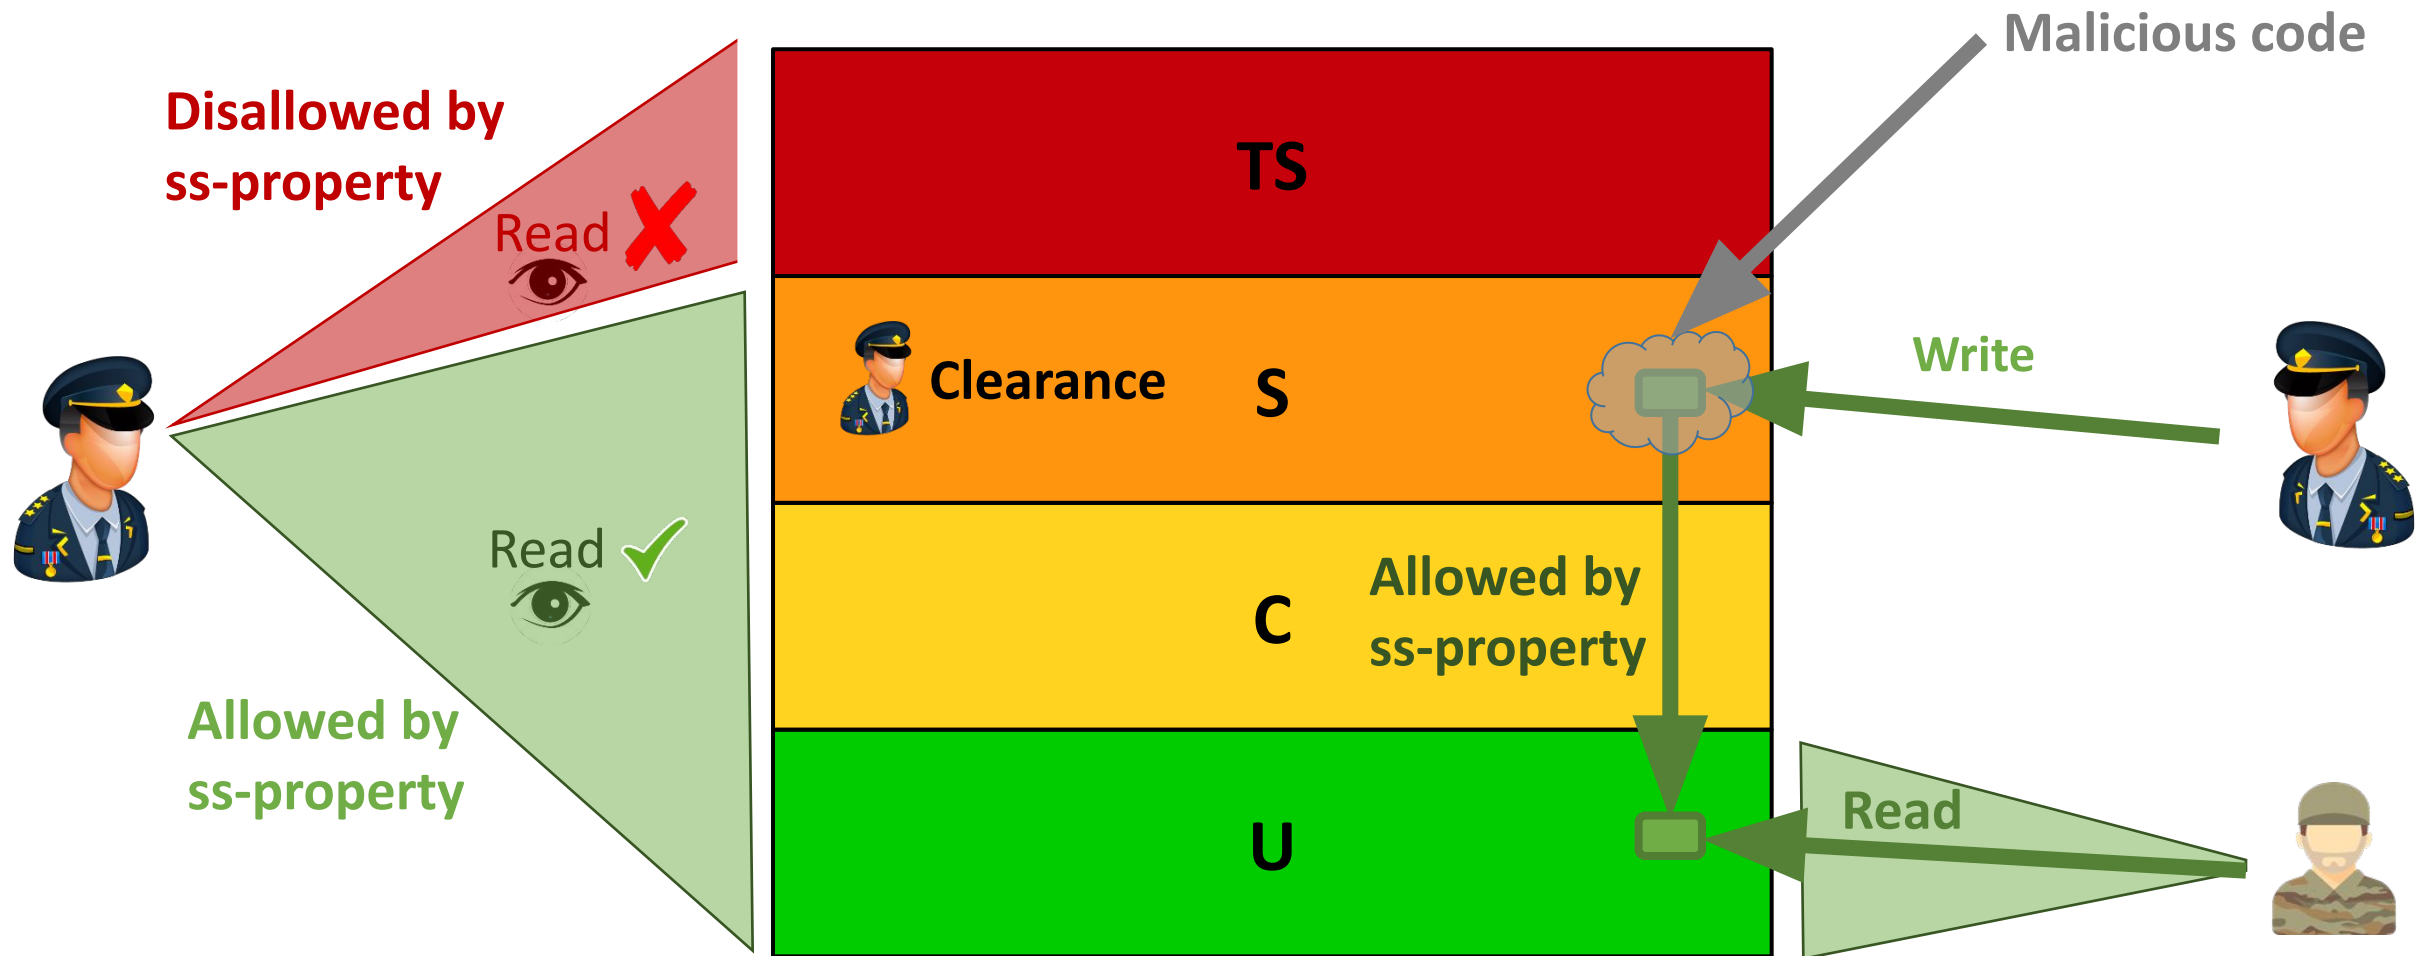 Malicious code
Disallowed by
ss-property
Read
TS
Clearance
S
Write
Read
Allowed by
ss-property
C
Allowed by
ss-property
U
Read